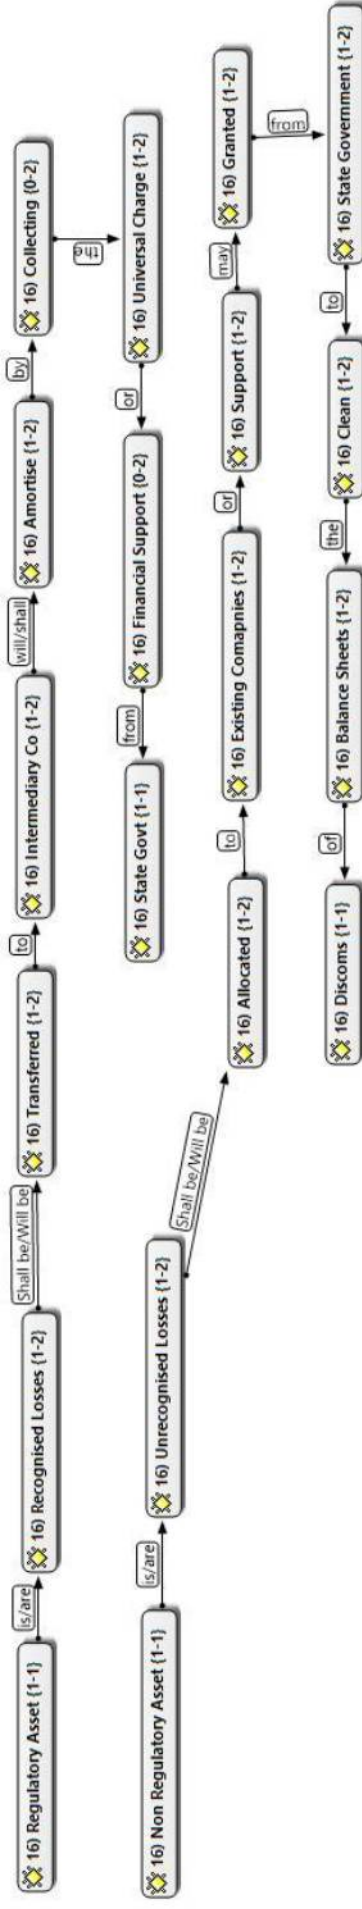 16) Regulatory Asset {1-1}
is/are
16) Recognised Losses {1-2}
Shall be/Will be
16) Transferred {1-2}
to
16) Intermediary Co {1-2}
will/shall
16) Amortise {1-2}
by
16) Collecting {0-2}
the
16) Universal Charge {1-2}
or
16) Financial Support {0-2}
from
16) State Govt {1-1}
16) Non Regulatory Asset {1-1}
is/are
16) Unrecognised Losses {1-2}
Shall be/Will be
16) Allocated {1-2}
to
16) Existing Comapnies {1-2}
or
16) Support {1-2}
may
16) Granted {1-2}
from
16) State Government {1-2}
to
16) Clean {1-2}
the
16) Balance Sheets {1-2}
of
16) Discoms {1-1}